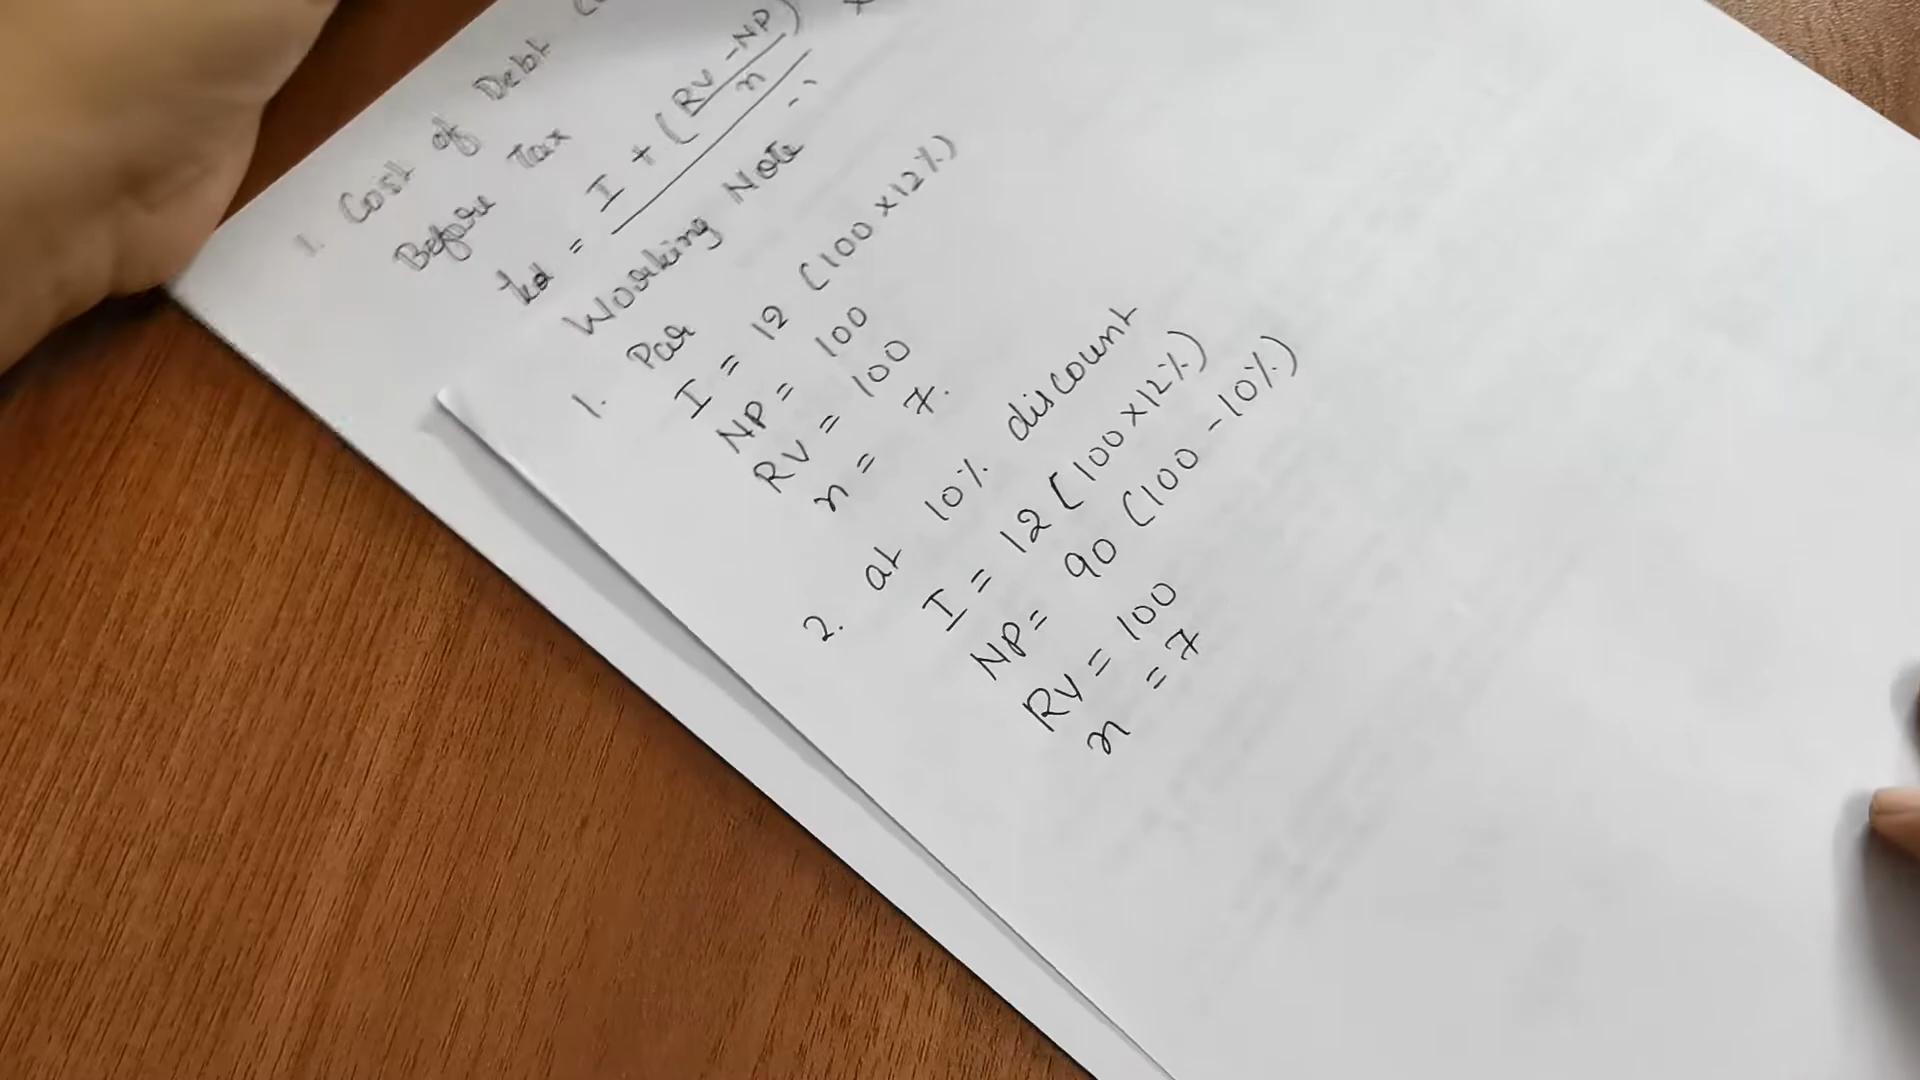 1. Cost of Debt
Before Tax
kd = I + (RV - NP / n)
Working Note :-
1. Par
I = 12 (100 x 12%)
NP = 100
RV = 100
n = 7.
2. at 10% discount
I = 12 (100 x 12%)
NP = 90 (100 - 10%)
RV = 100
n = 7